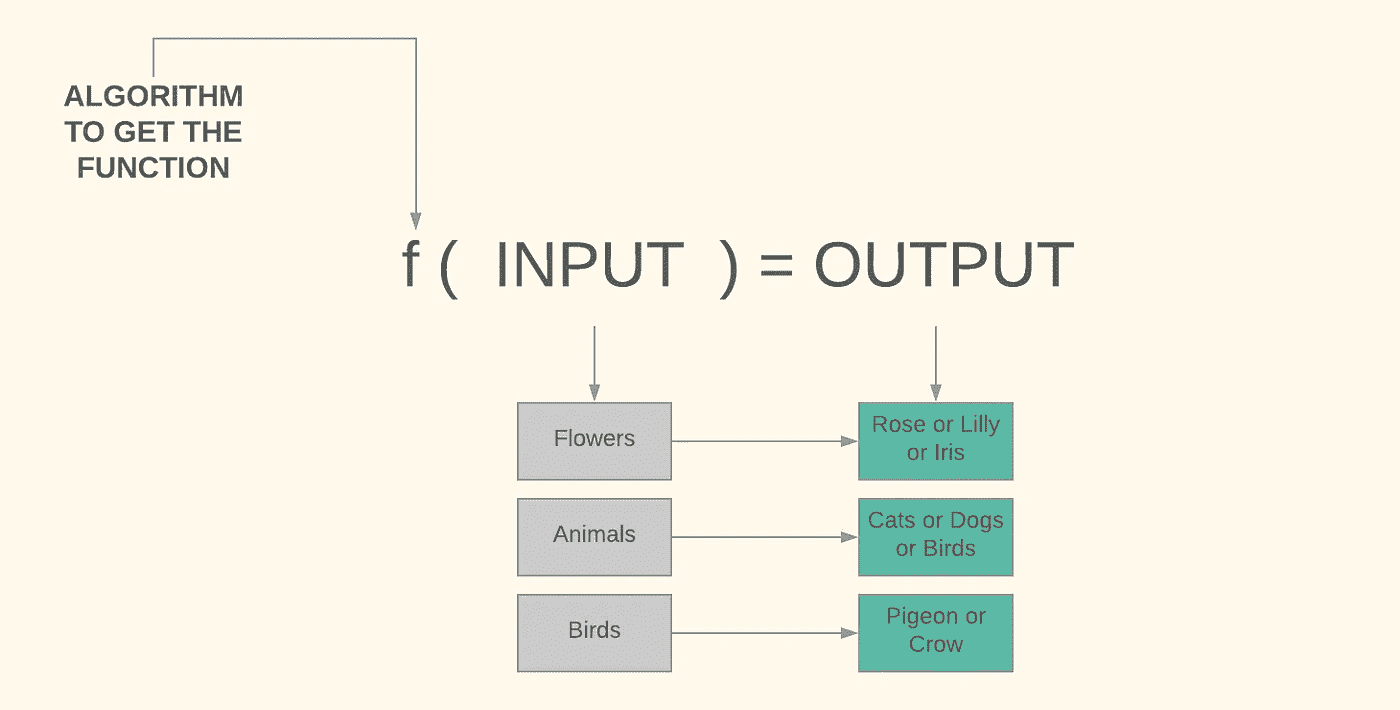 ALGORITHM
TO GET THE
FUNCTION
f ( INPUT ) = OUTPUT
Flowers
Rose or Lilly
or Iris
Animals
Cats or Dogs
or Birds
Birds
Pigeon or
Crow